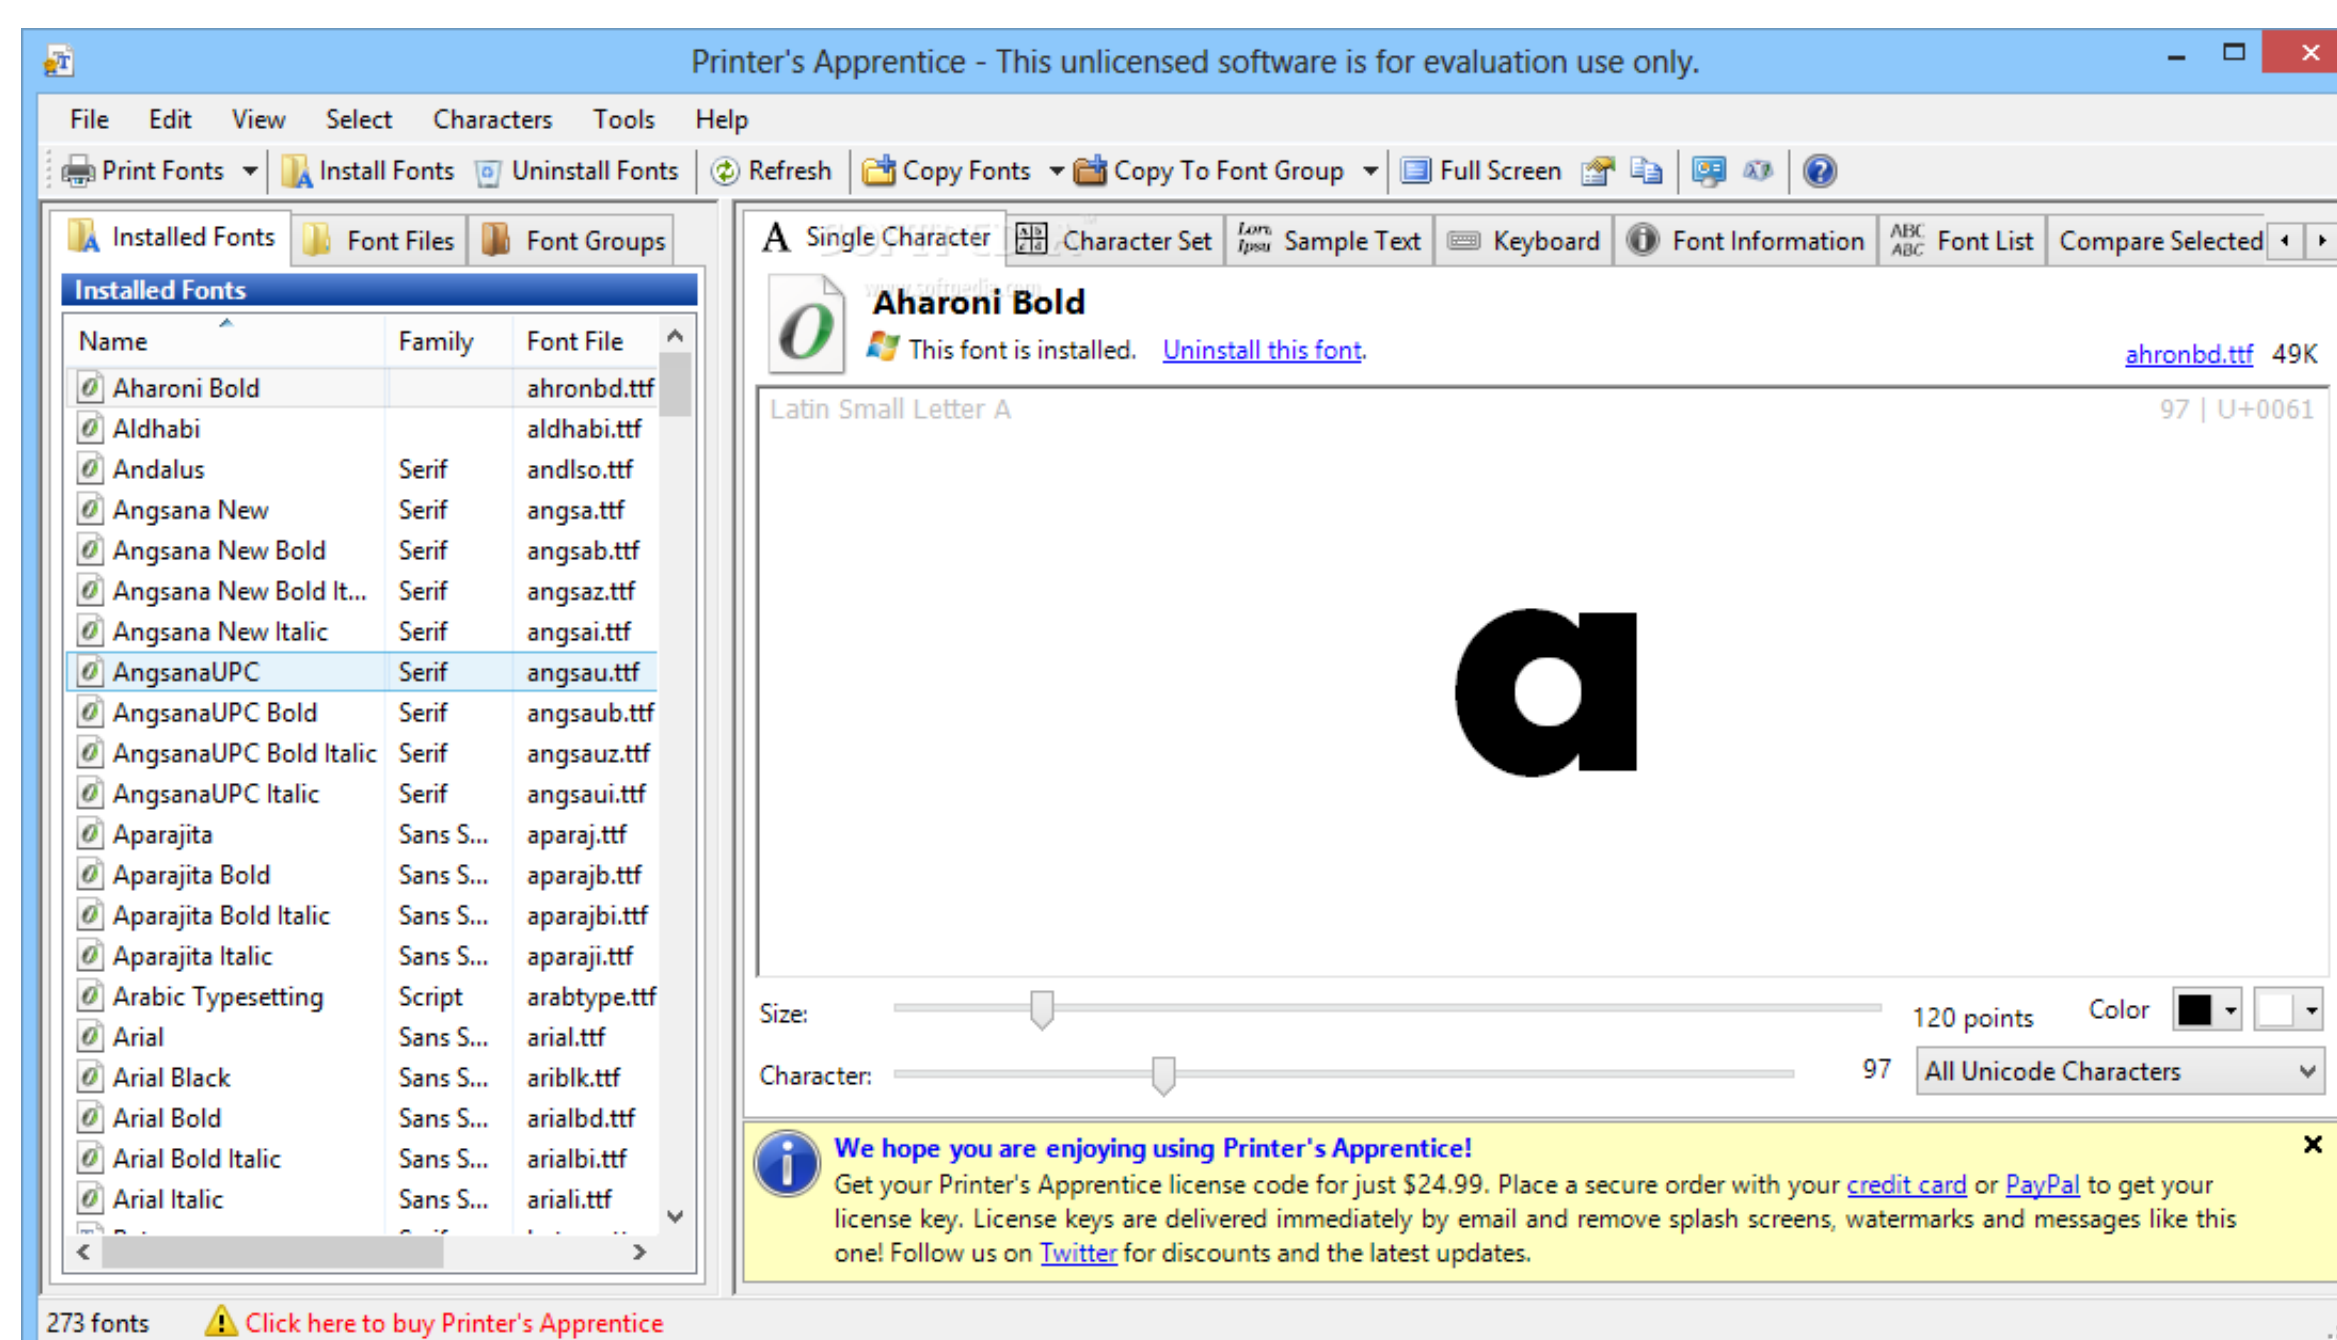 Printer's Apprentice - This unlicensed software is for evaluation use only.
File Edit View Select Characters Tools Help
Print Fonts Install Fonts Uninstall Fonts Refresh Copy Fonts Copy To Font Group Full Screen
Installed Fonts Font Files Font Groups
Installed Fonts
Name Family Font File
Aharoni Bold ahronbd.ttf
Aldhabi aldhabi.ttf
Andalus Serif andlso.ttf
Angsana New Serif angsa.ttf
Angsana New Bold Serif angsab.ttf
Angsana New Bold It... Serif angsaz.ttf
Angsana New Italic Serif angsai.ttf
AngsanaUPC Serif angsau.ttf
AngsanaUPC Bold Serif angsaub.ttf
AngsanaUPC Bold Italic Serif angsauz.ttf
AngsanaUPC Italic Serif angsaui.ttf
Aparajita Sans S... aparaj.ttf
Aparajita Bold Sans S... aparajb.ttf
Aparajita Bold Italic Sans S... aparajbi.ttf
Aparajita Italic Sans S... aparaji.ttf
Arabic Typesetting Script arabtype.ttf
Arial Sans S... arial.ttf
Arial Black Sans S... ariblk.ttf
Arial Bold Sans S... arialbd.ttf
Arial Bold Italic Sans S... arialbi.ttf
Arial Italic Sans S... ariali.ttf
A Single Character Character Set Sample Text Keyboard Font Information Font List Compare Selected
SOFTPEDIA
www.softpedia.com
Aharoni Bold
This font is installed. Uninstall this font.
ahronbd.ttf 49K
Latin Small Letter A 97 | U+0061
a
Size: 120 points Color
Character: 97 All Unicode Characters
We hope you are enjoying using Printer's Apprentice!
Get your Printer's Apprentice license code for just $24.99. Place a secure order with your credit card or PayPal to get your
license key. License keys are delivered immediately by email and remove splash screens, watermarks and messages like this
one! Follow us on Twitter for discounts and the latest updates.
273 fonts Click here to buy Printer's Apprentice